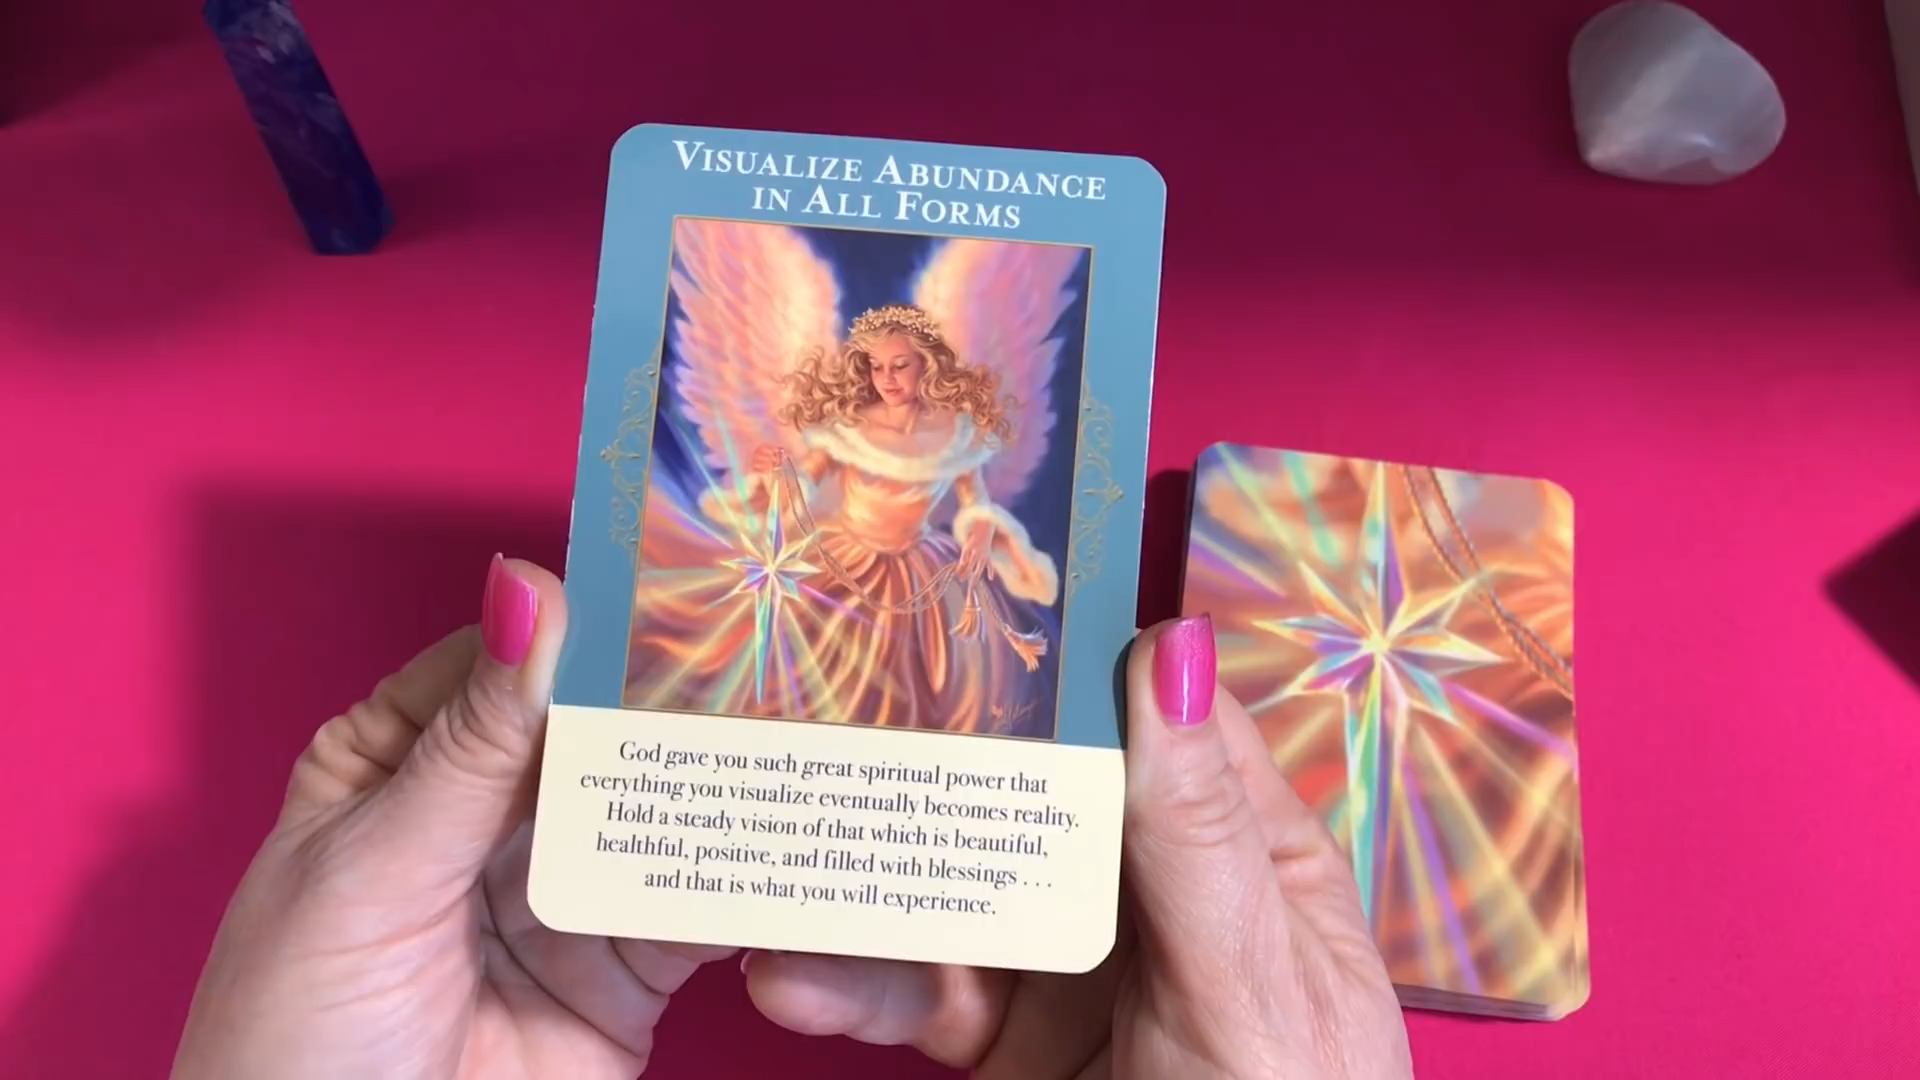 VISUALIZE ABUNDANCE
IN ALL FORMS
God gave you such great spiritual power that
everything you visualize eventually becomes reality.
Hold a steady vision of that which is beautiful,
healthful, positive, and filled with blessings . . .
and that is what you will experience.